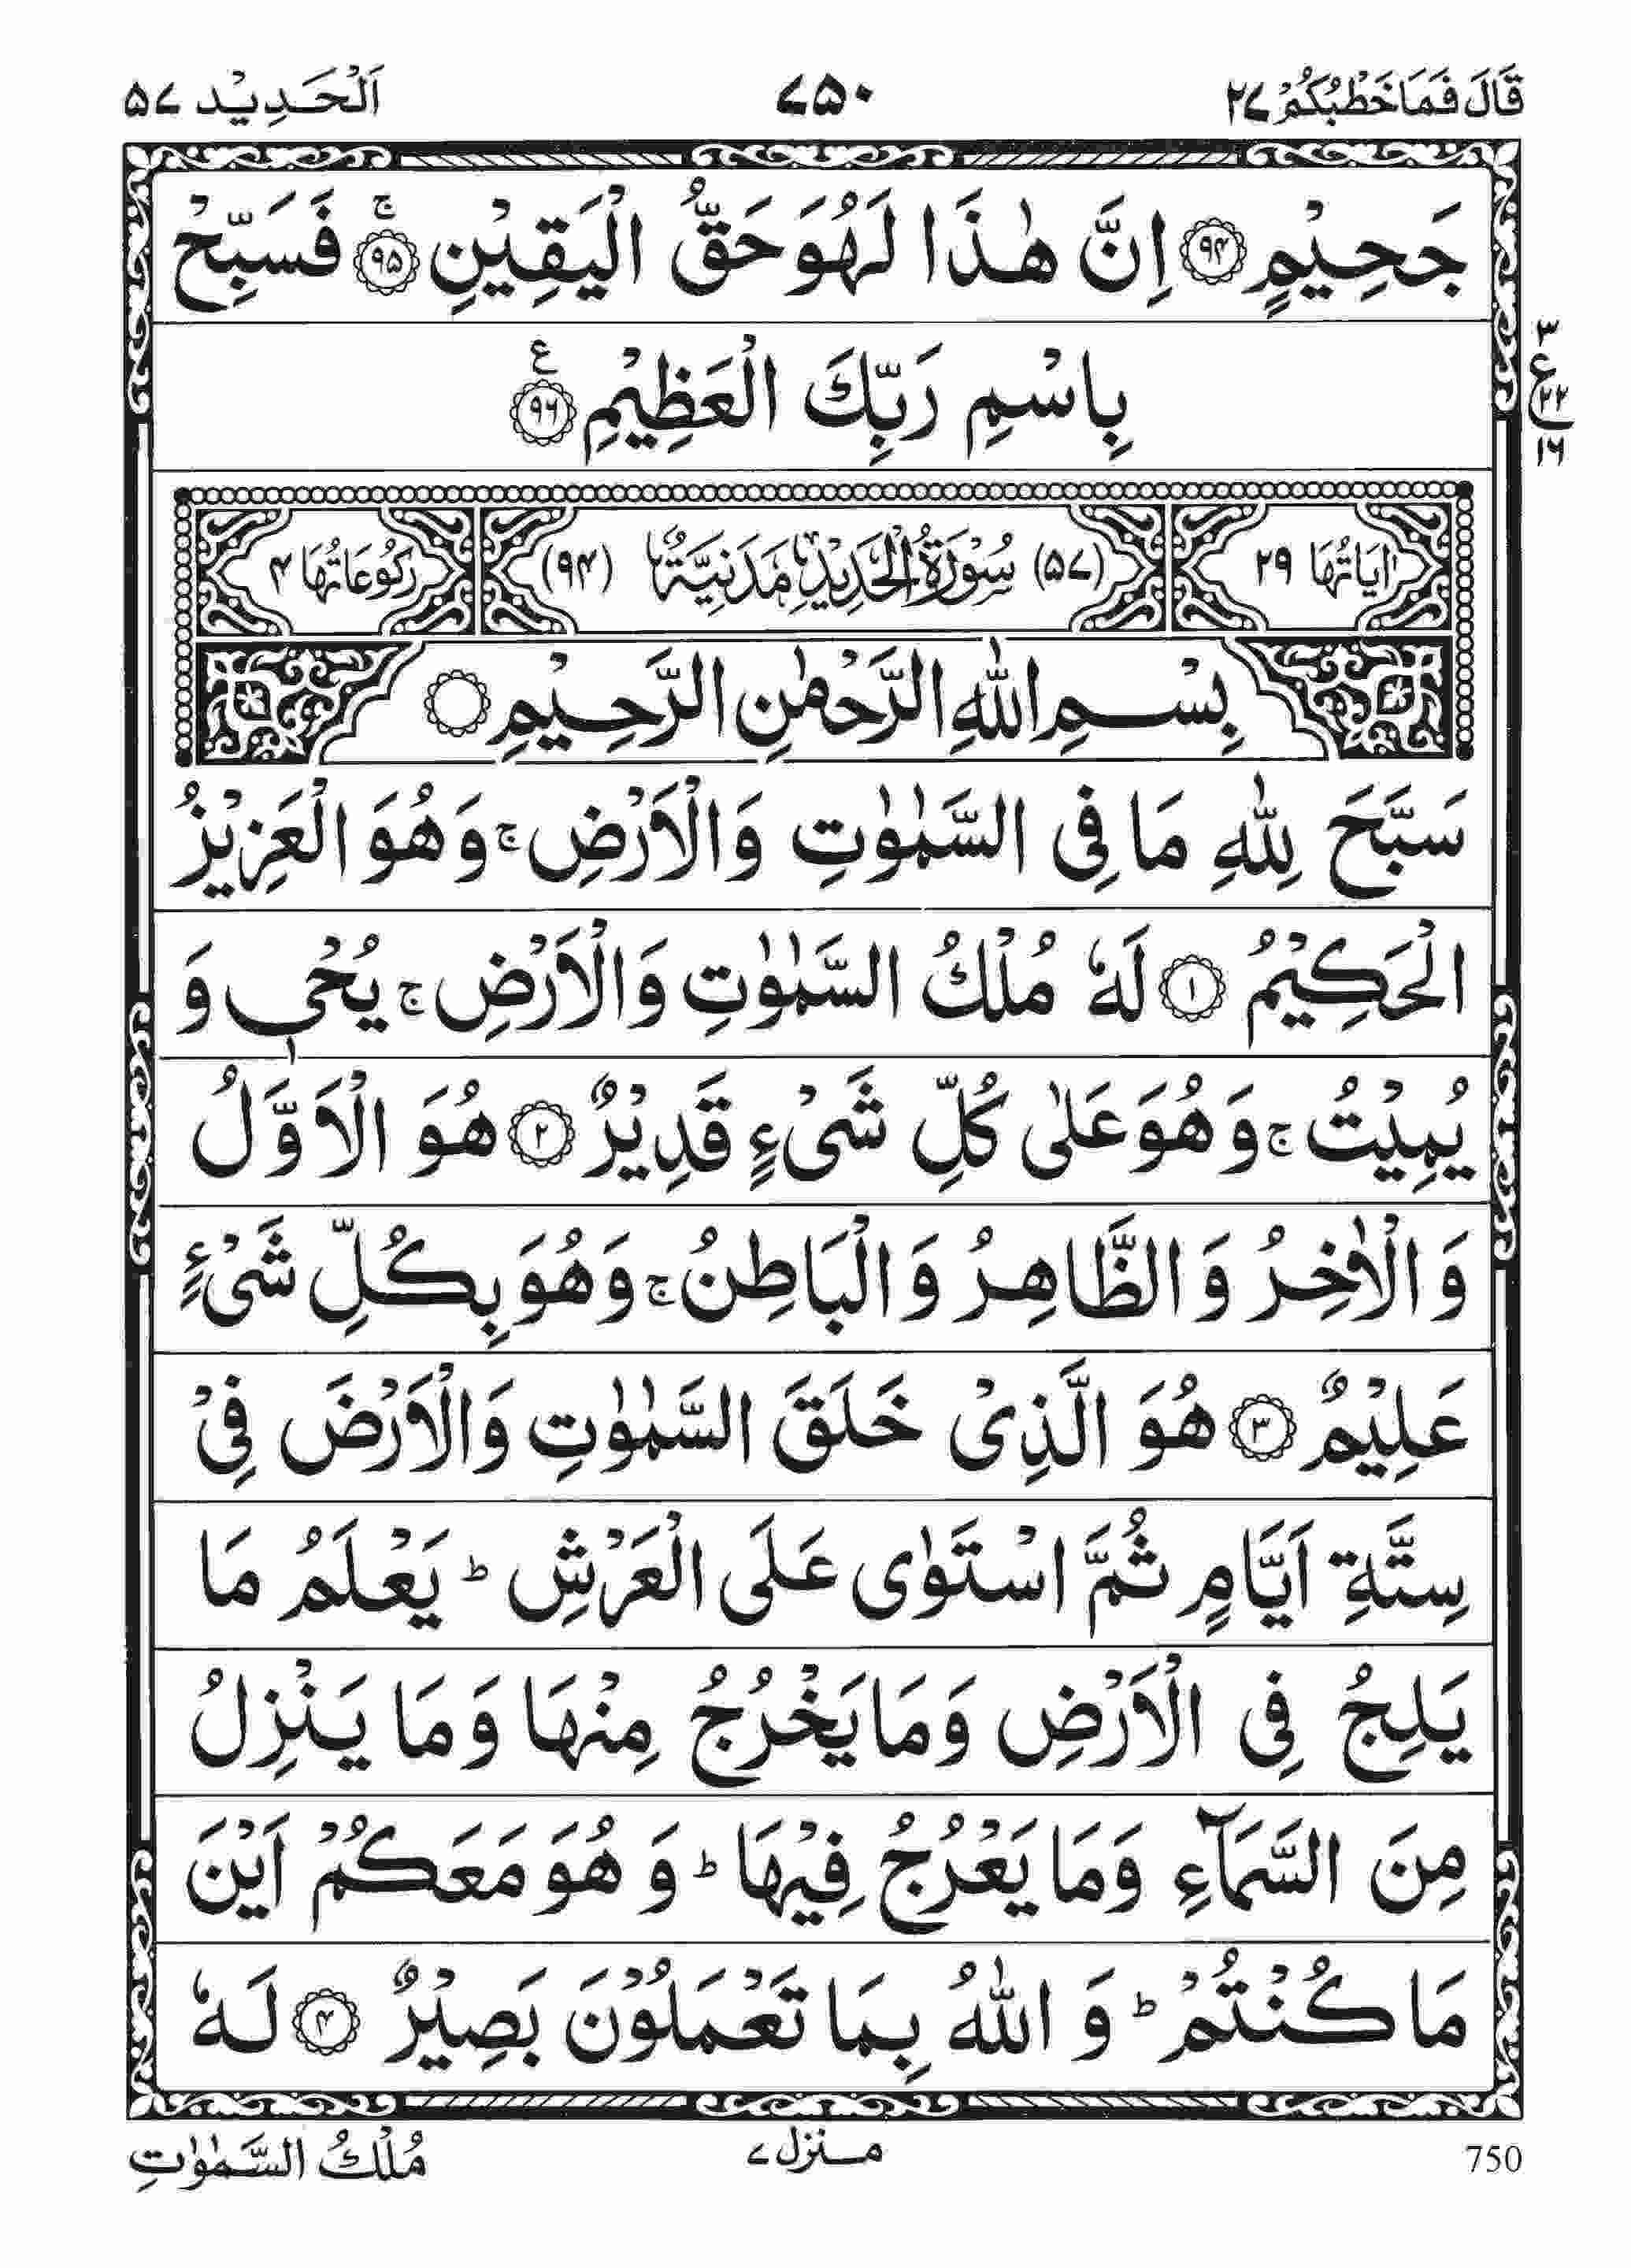 قَالَ فَمَا خَطْبُكُمْ ٢٧
٧٥٠
اَلْحَدِيْد ٥٧
جَحِيْمٍ ﴿٩٤﴾ اِنَّ هٰذَا لَهُوَ حَقُّ الْيَقِيْنِ ﴿٩٥﴾ۚ فَسَبِّحْ
بِاسْمِ رَبِّكَ الْعَظِيْمِ ﴿٩٦﴾ ع
٣
ع
٢٢
١٦
اٰيَاتُهَا ٢٩
(٥٧) سُوْرَةُ الْحَدِيْدِ مَدَنِيَّةٌ (٩٤)
رُكُوْعَاتُهَا ٤
بِسْمِ اللّٰهِ الرَّحْمٰنِ الرَّحِيْمِ
سَبَّحَ لِلّٰهِ مَا فِى السَّمٰوٰتِ وَالْاَرْضِ ۚ وَهُوَ الْعَزِيْزُ
الْحَكِيْمُ ﴿١﴾ لَهٗ مُلْكُ السَّمٰوٰتِ وَالْاَرْضِ ۚ يُحْىٖ وَ
يُمِيْتُ ۚ وَهُوَ عَلٰى كُلِّ شَىْءٍ قَدِيْرٌ ﴿٢﴾ هُوَ الْاَوَّلُ
وَ الْاٰخِرُ وَ الظَّاهِرُ وَ الْبَاطِنُ ۚ وَهُوَ بِكُلِّ شَىْءٍ
عَلِيْمٌ ﴿٣﴾ هُوَ الَّذِىْ خَلَقَ السَّمٰوٰتِ وَالْاَرْضَ فِىْ
سِتَّةِ اَيَّامٍ ثُمَّ اسْتَوٰى عَلَى الْعَرْشِ ؕ يَعْلَمُ مَا
يَلِجُ فِى الْاَرْضِ وَمَا يَخْرُجُ مِنْهَا وَمَا يَنْزِلُ
مِنَ السَّمَآءِ وَمَا يَعْرُجُ فِيْهَا ؕ وَ هُوَ مَعَكُمْ اَيْنَ
مَا كُنْتُمْ ؕ وَ اللّٰهُ بِمَا تَعْمَلُوْنَ بَصِيْرٌ ﴿٤﴾ لَهٗ
750
منزل ٧
مُلْكُ السَّمٰوٰتِ